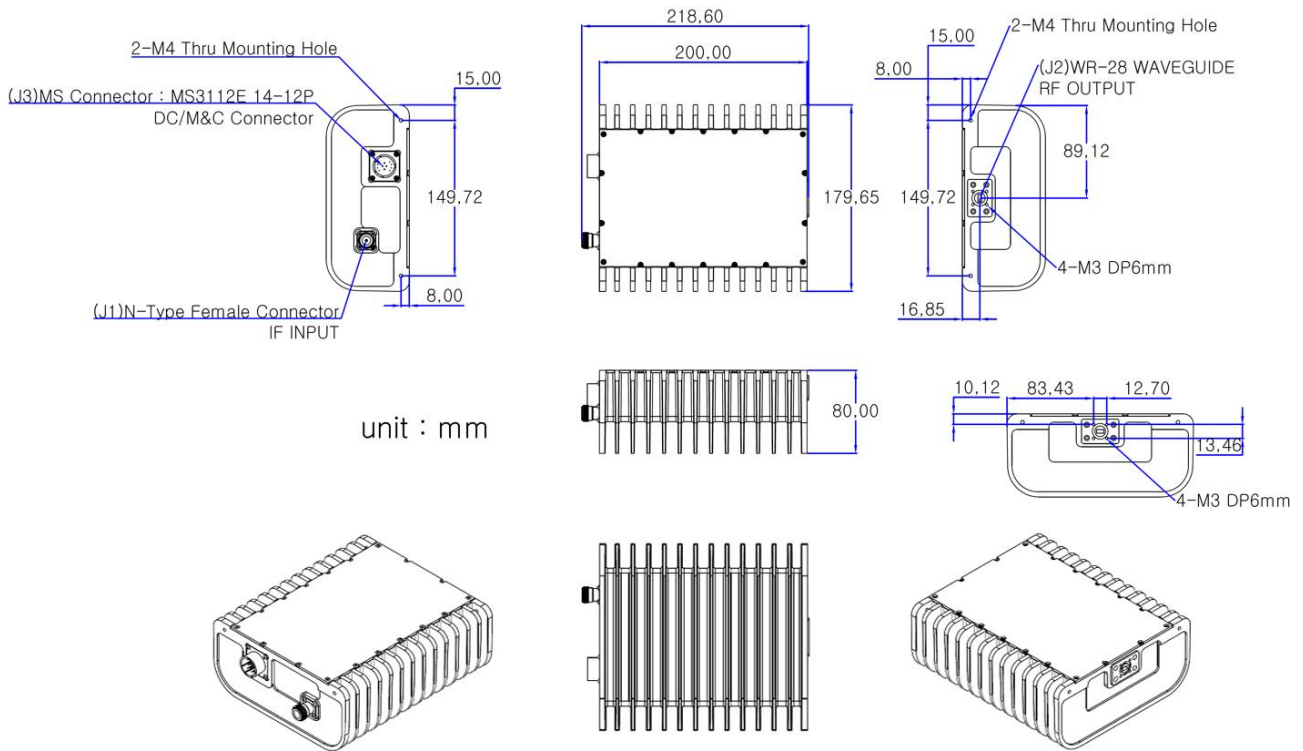 2-M4 Thru Mounting Hole
15,00
(J3)MS Connector : MS3112E 14-12P
DC/M&C Connector
149,72
8,00
(J1)N-Type Female Connector
IF INPUT
218,60
200,00
179,65
15,00
2-M4 Thru Mounting Hole
8,00
(J2)WR-28 WAVEGUIDE
RF OUTPUT
89,12
149,72
4-M3 DP6mm
16,85
unit : mm
80,00
10,12
83,43
12,70
13,46
4-M3 DP6mm